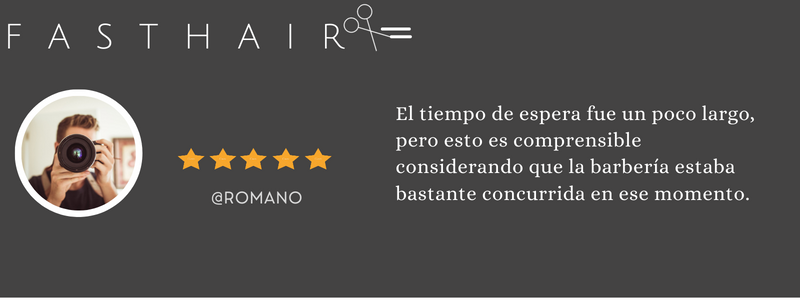 FASTHAIR
@ROMANO
El tiempo de espera fue un poco largo,
pero esto es comprensible
considerando que la barbería estaba
bastante concurrida en ese momento.